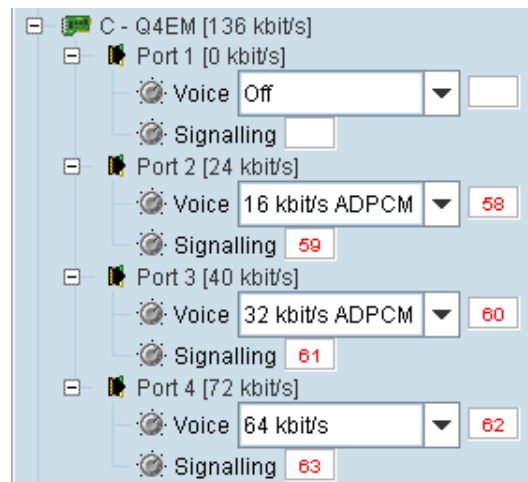 C - Q4EM [136 kbit/s]
Port 1 [0 kbit/s]
Voice Off
Signalling
Port 2 [24 kbit/s]
Voice 16 kbit/s ADPCM 58
Signalling 59
Port 3 [40 kbit/s]
Voice 32 kbit/s ADPCM 60
Signalling 61
Port 4 [72 kbit/s]
Voice 64 kbit/s 62
Signalling 63